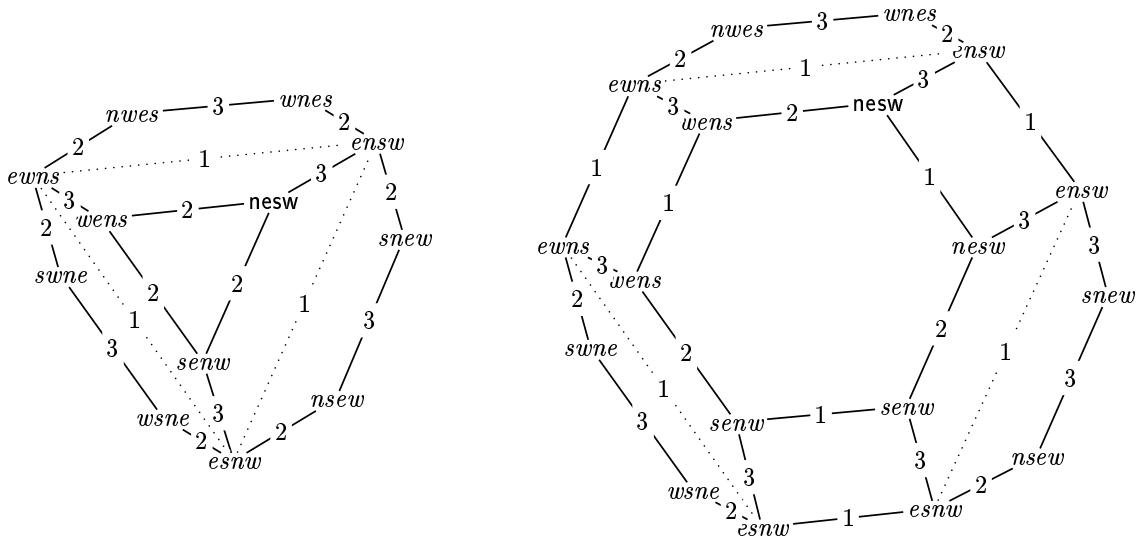 nwes 3 wnes
2 2
1 ensw
ewns 3
3 wens 2 nesw 2
2 snew
swne 2 2 1
1 3
3 senw
wsne 3 nsew
2 2
esnw
nwes 3 wnes
2 2
1 ensw
ewns 3 3
wens 2 nesw
1 1
1 1
1 ensw
ewns 3 nesw 3 3
wens
2 snew
swne 2 2
1 1
3 3
senw 1 senw
3 3 nsew
wsne 2 2
esnw 1 esnw